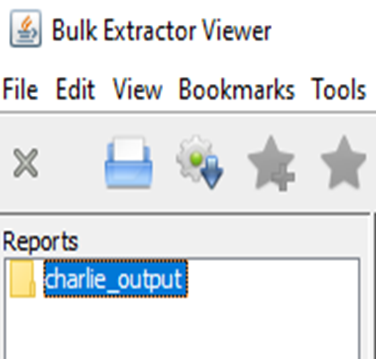 Bulk Extractor Viewer
File Edit View Bookmarks Tools
Reports
charlie_output